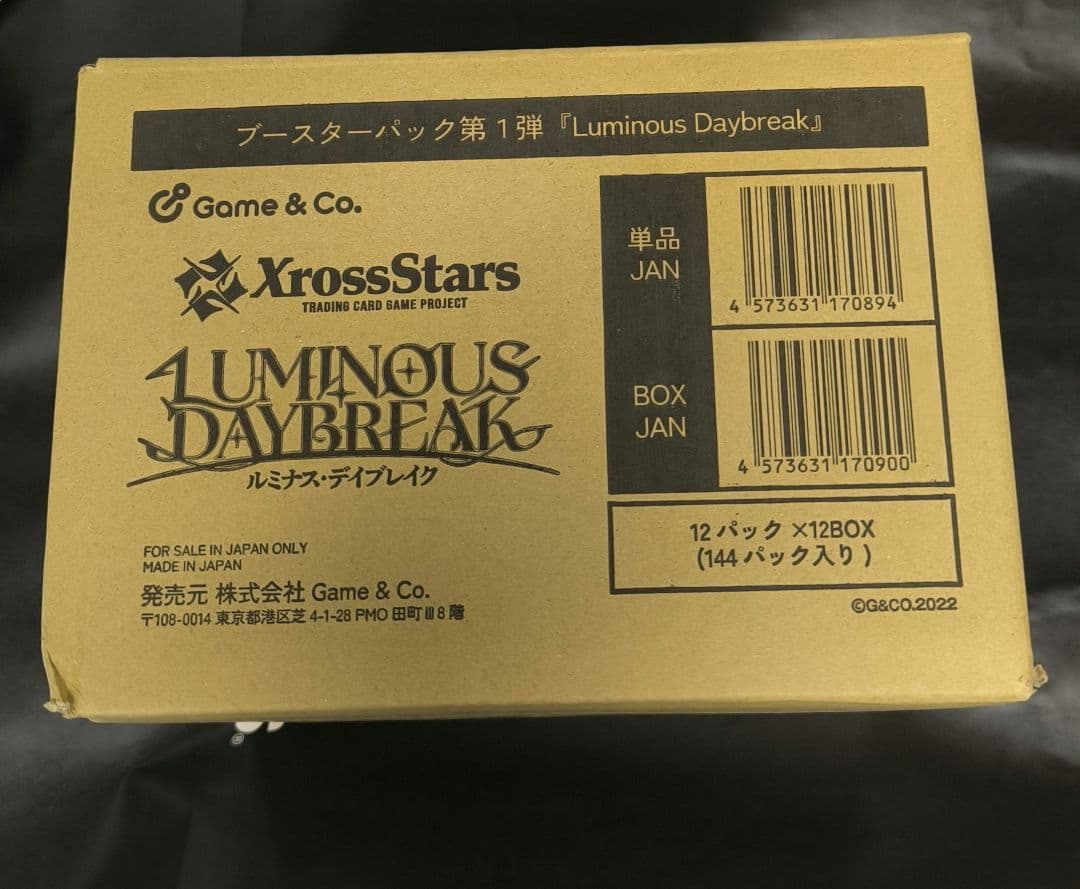 ブースターパック第1弾『Luminous Daybreak』
Game & Co.
XrossStars
TRADING CARD GAME PROJECT
LUMINOUS
DAYBREAK
ルミナス・デイブレイク
FOR SALE IN JAPAN ONLY
MADE IN JAPAN
発売元 株式会社 Game & Co.
〒108-0014 東京都港区芝 4-1-28 PMO 田町 Ⅲ 8 階
単品
JAN
4 573631 170894
BOX
JAN
4 573631 170900
12 パック ×12BOX
(144 パック入り)
©G&CO.2022